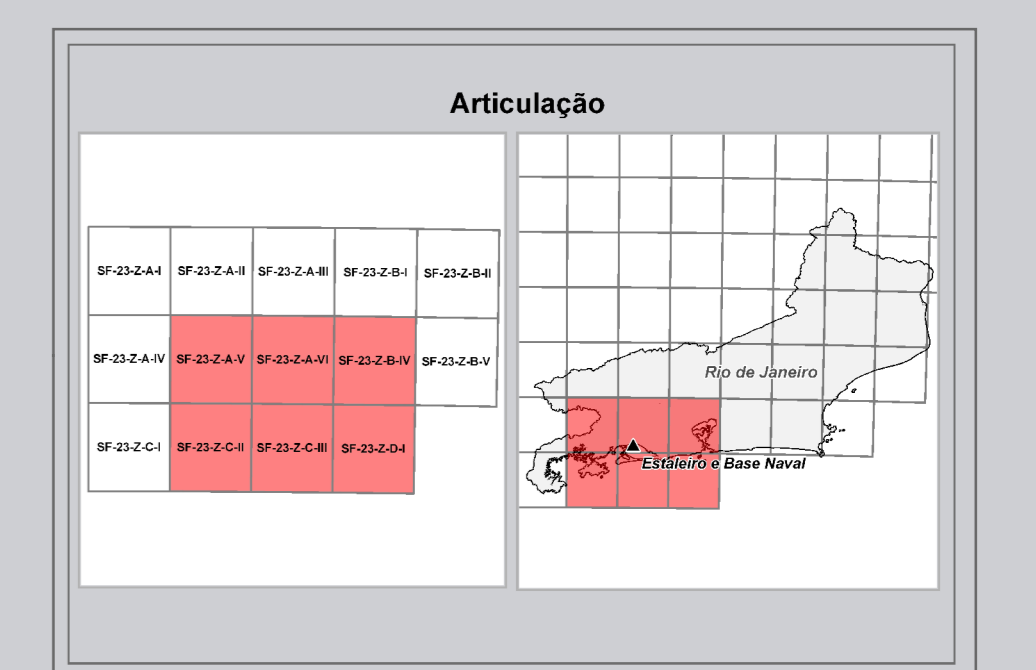 Articulação
SF-23-Z-A-I SF-23-Z-A-II SF-23-Z-A-III SF-23-Z-B-I SF-23-Z-B-II
SF-23-Z-A-IV SF-23-Z-A-V SF-23-Z-A-VI SF-23-Z-B-IV SF-23-Z-B-V
SF-23-Z-C-I SF-23-Z-C-II SF-23-Z-C-III SF-23-Z-D-I
Rio de Janeiro
Estaleiro e Base Naval